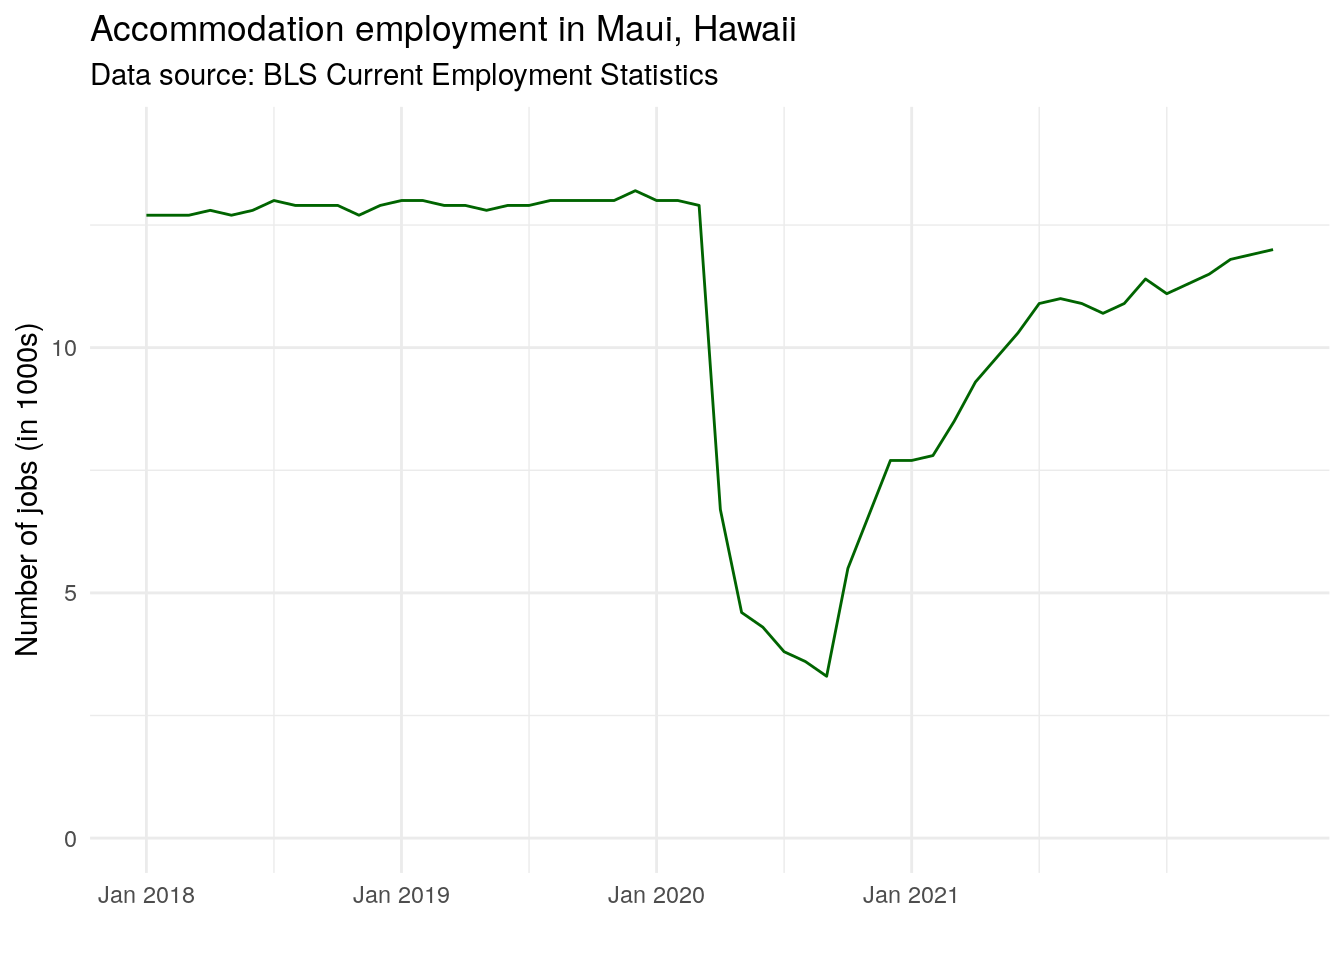 Accommodation employment in Maui, Hawaii
Data source: BLS Current Employment Statistics
Number of jobs (in 1000s)
10
5
0
Jan 2018
Jan 2019
Jan 2020
Jan 2021